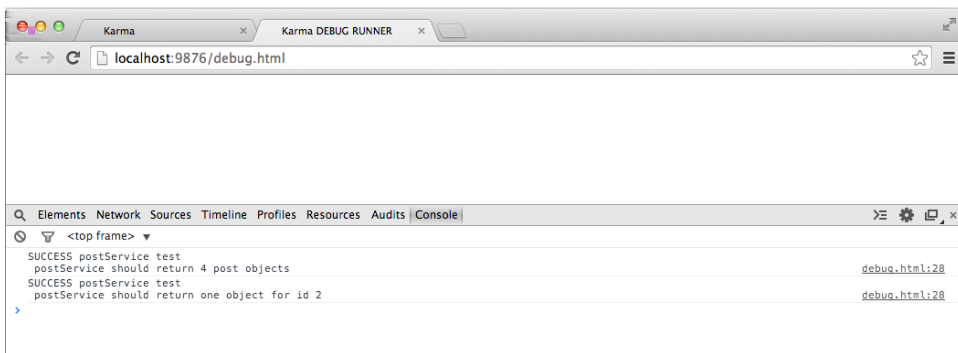 Karma
Karma DEBUG RUNNER
localhost:9876/debug.html
Elements Network Sources Timeline Profiles Resources Audits Console
<top frame>
SUCCESS postService test
postService should return 4 post objects debug.html:28
SUCCESS postService test
postService should return one object for id 2 debug.html:28